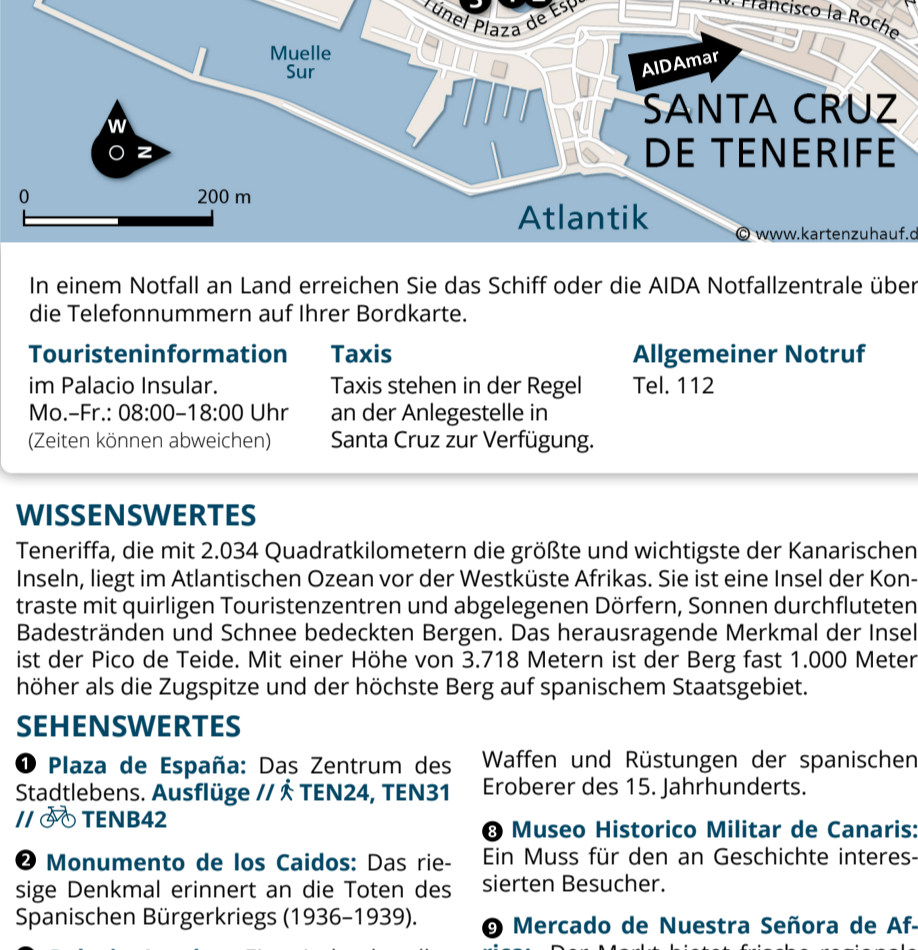 Túnel Plaza de Esp
Francisco la Roche
Muelle
Sur
AIDAmar
SANTA CRUZ
DE TENERIFE
W
N
0 200 m
Atlantik
© www.kartenzuhauf.d
In einem Notfall an Land erreichen Sie das Schiff oder die AIDA Notfallzentrale über
die Telefonnummern auf Ihrer Bordkarte.
Touristeninformation
im Palacio Insular.
Mo.–Fr.: 08:00–18:00 Uhr
(Zeiten können abweichen)
Taxis
Taxis stehen in der Regel
an der Anlegestelle in
Santa Cruz zur Verfügung.
Allgemeiner Notruf
Tel. 112
WISSENSWERTES
Teneriffa, die mit 2.034 Quadratkilometern die größte und wichtigste der Kanarischen
Inseln, liegt im Atlantischen Ozean vor der Westküste Afrikas. Sie ist eine Insel der Kon-
traste mit quirligen Touristenzentren und abgelegenen Dörfern, Sonnen durchfluteten
Badestränden und Schnee bedeckten Bergen. Das herausragende Merkmal der Insel
ist der Pico de Teide. Mit einer Höhe von 3.718 Metern ist der Berg fast 1.000 Meter
höher als die Zugspitze und der höchste Berg auf spanischem Staatsgebiet.
SEHENSWERTES
1 Plaza de España: Das Zentrum des
Stadtlebens. Ausflüge // TEN24, TEN31
// TENB42
2 Monumento de los Caidos: Das rie-
sige Denkmal erinnert an die Toten des
Spanischen Bürgerkriegs (1936–1939).
Waffen und Rüstungen der spanischen
Eroberer des 15. Jahrhunderts.
8 Museo Historico Militar de Canaris:
Ein Muss für den an Geschichte interes-
sierten Besucher.
9 Mercado de Nuestra Señora de Af-